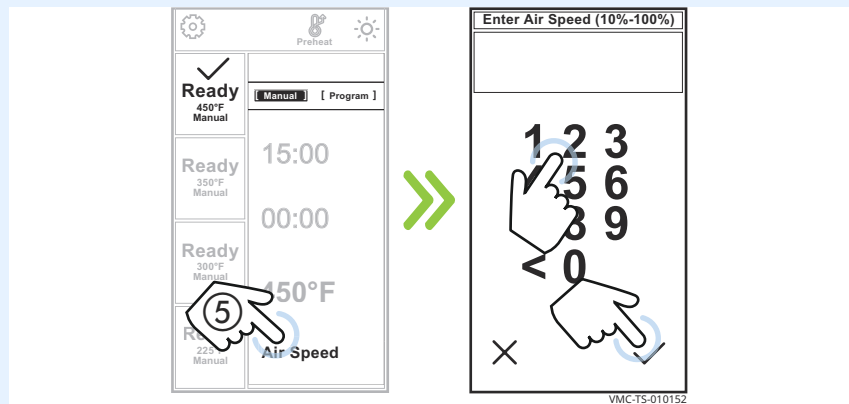 Preheat
Ready
450°F
Manual
Manual [ Program ]
Ready
350°F
Manual
15:00
00:00
Ready
300°F
Manual
450°F
5
225°
Manual
Air Speed
Enter Air Speed (10%-100%)
1 2 3
5 6
8 9
< 0
VMC-TS-010152